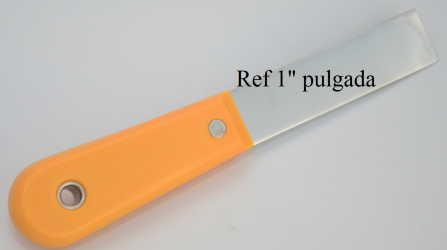 Ref 1" pulgada